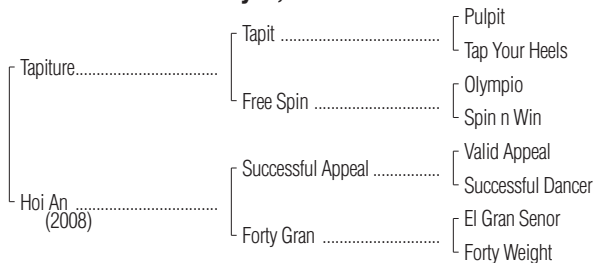 Pulpit
Tapit ........................................
Tap Your Heels
Tapiture....................................
Olympio
Free Spin ................................
Spin n Win
Valid Appeal
Successful Appeal .................
Successful Dancer
Hoi An ....................................
(2008)
El Gran Senor
Forty Gran ..............................
Forty Weight